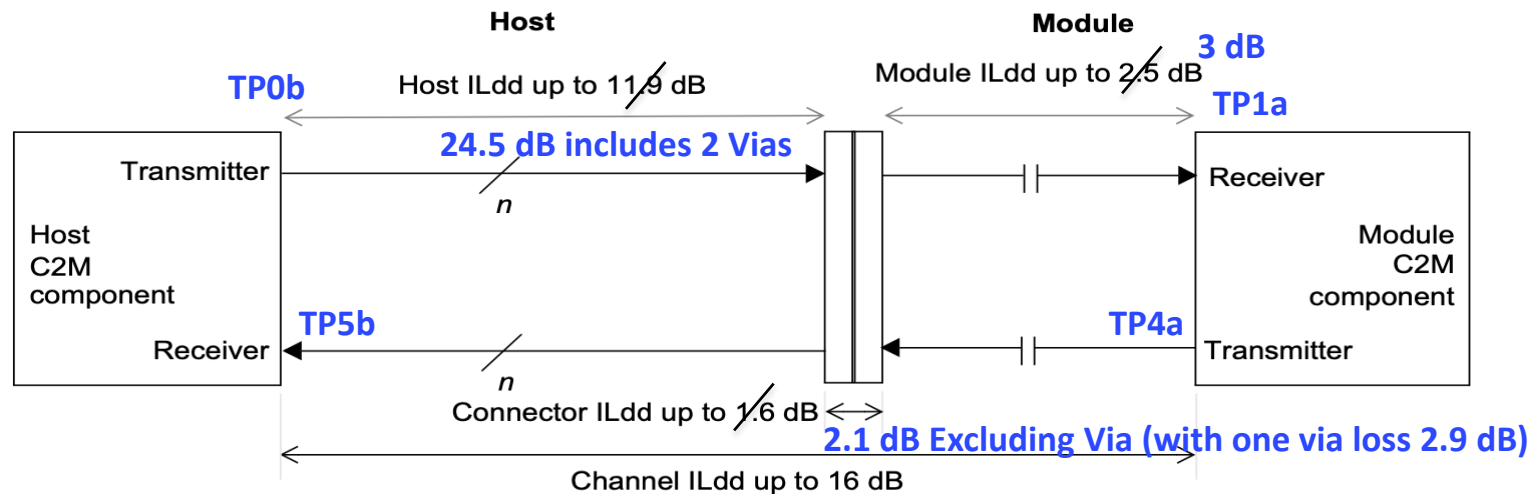 Host
Module
3 dB
Host ILdd up to 11.9 dB
Module ILdd up to 2.5 dB
TP0b
TP1a
24.5 dB includes 2 Vias
Transmitter
n
Receiver
Host
C2M
component
Module
C2M
component
TP5b
TP4a
Receiver
n
Transmitter
Connector ILdd up to 1.6 dB
2.1 dB Excluding Via (with one via loss 2.9 dB)
Channel ILdd up to 16 dB